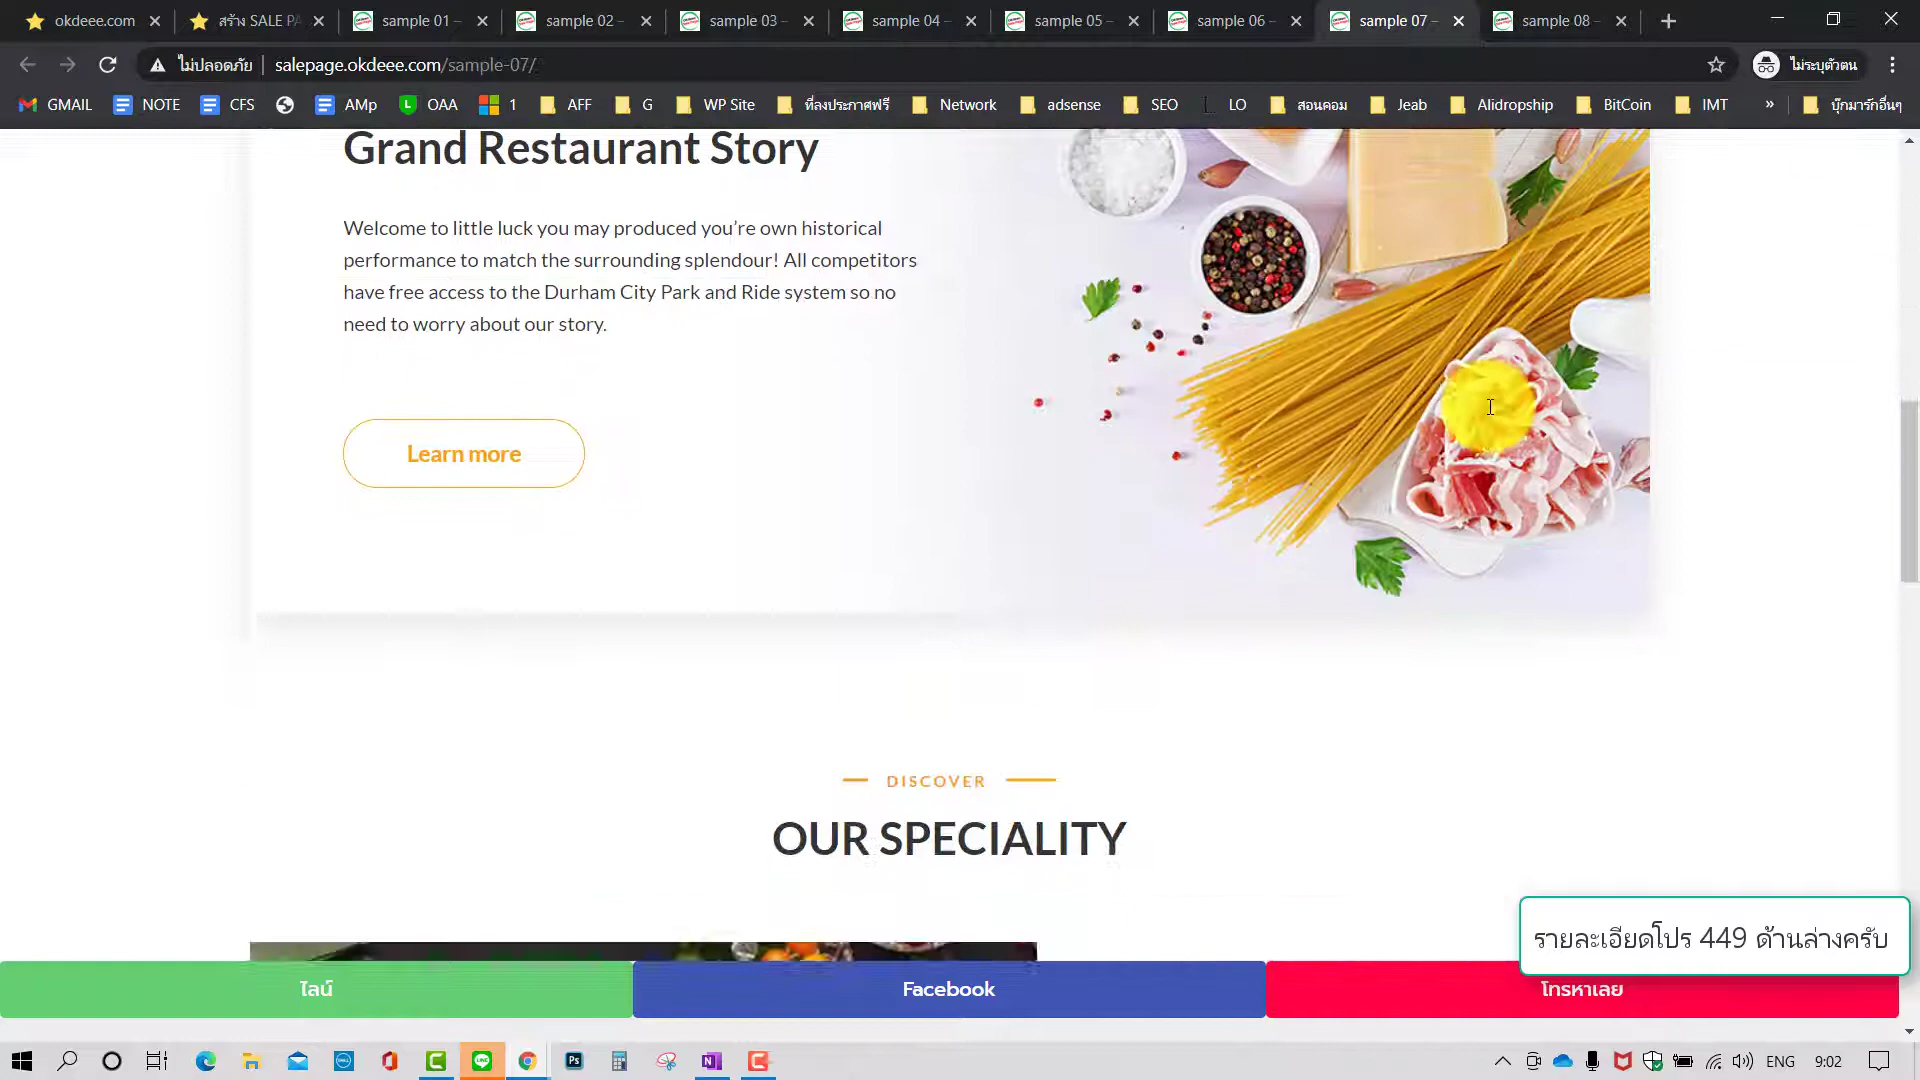 okdeee.com
สร้าง SALE PA
sample 01 –
sample 02 –
sample 03 –
sample 04 –
sample 05 –
sample 06 –
sample 07 –
sample 08 –
ไม่ปลอดภัย
salepage.okdeee.com/sample-07/
ไม่ระบุตัวตน
GMAIL
NOTE
CFS
AMp
OAA
1
AFF
G
WP Site
ที่ลงประกาศฟรี
Network
adsense
SEO
LO
สอนคอม
Jeab
Alidropship
BitCoin
IMT
»
บุ๊กมาร์กอื่นๆ
Grand Restaurant Story
Welcome to little luck you may produced you’re own historical
performance to match the surrounding splendour! All competitors
have free access to the Durham City Park and Ride system so no
need to worry about our story.
Learn more
DISCOVER
OUR SPECIALITY
รายละเอียดโปร 449 ด้านล่างครับ
ไลน์
Facebook
โทรหาเลย
ENG
9:02